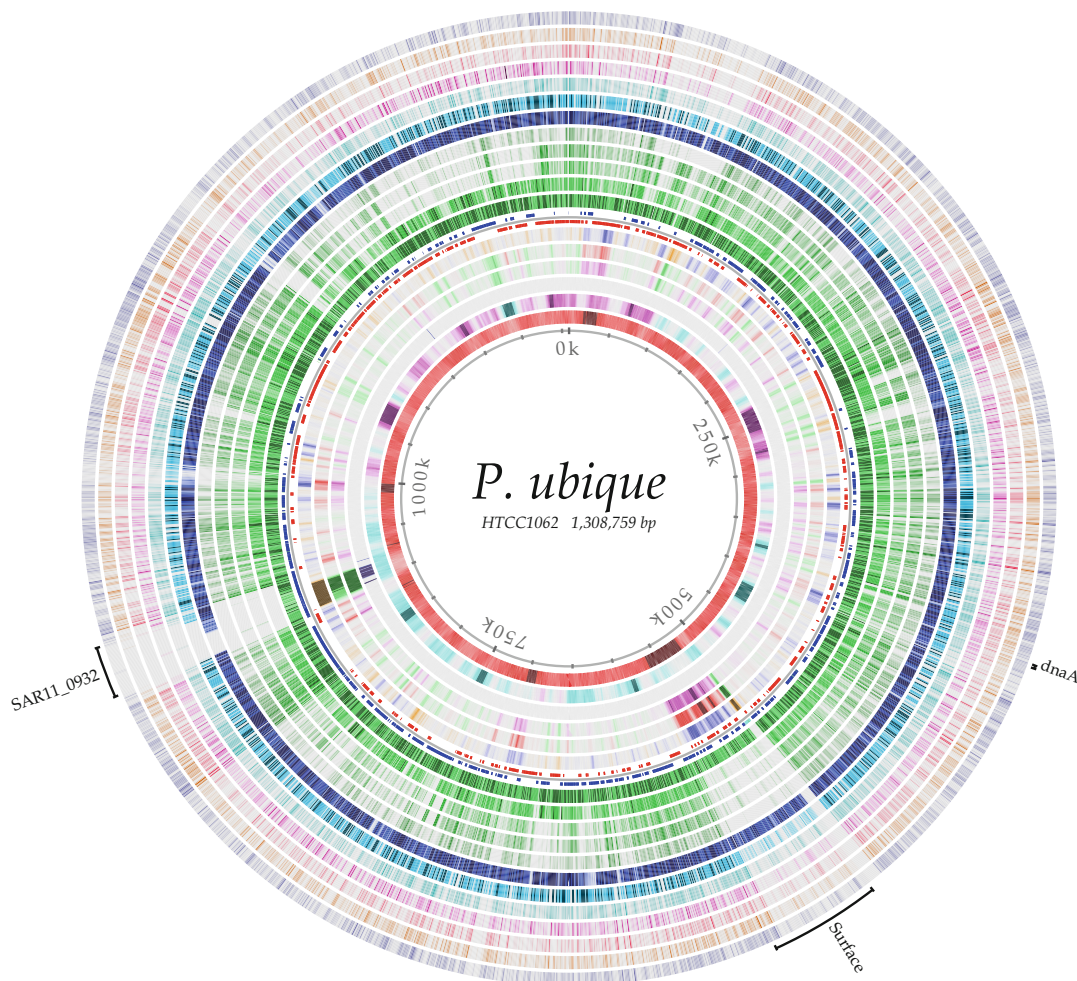 0k
250k
P. ubique
1000k
HTCC1062 1,308,759 bp
500k
750k
dnaA
SAR11_0932
Surface